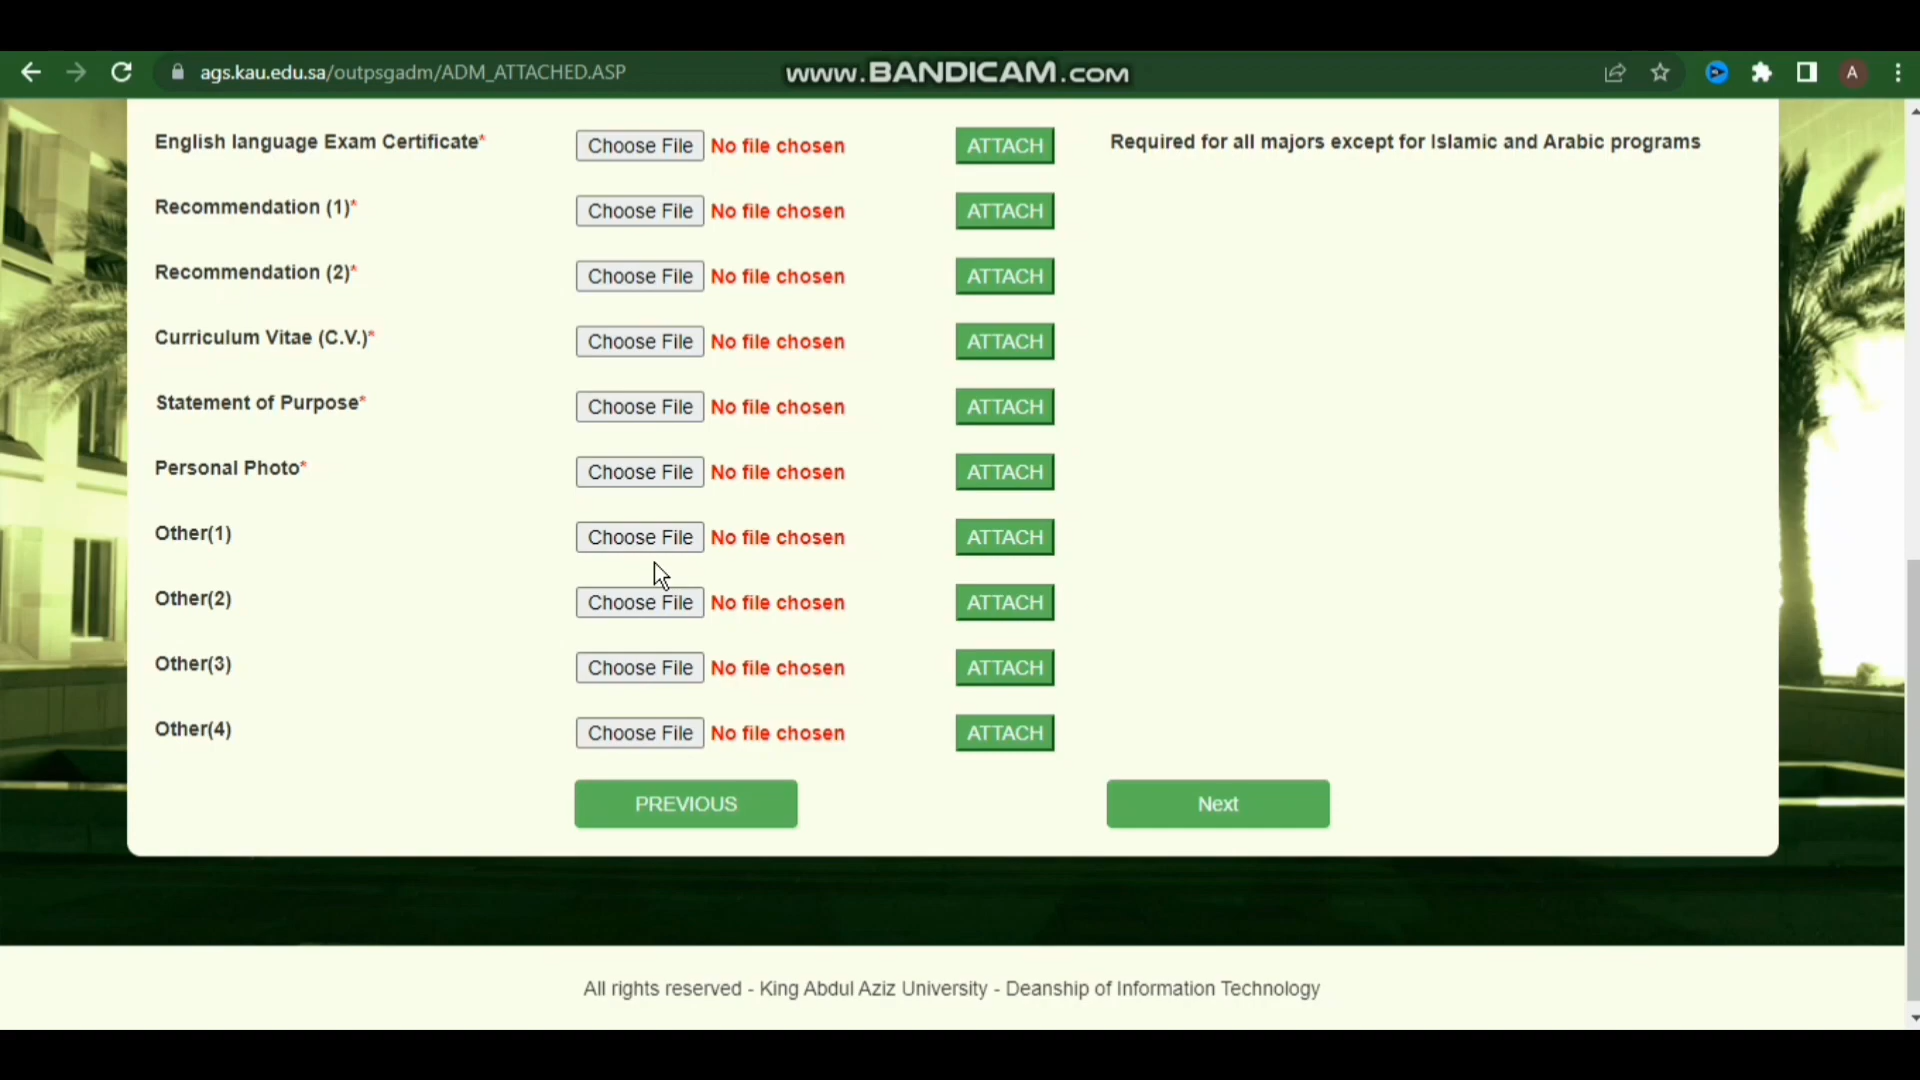 ags.kau.edu.sa/outpsgadm/ADM_ATTACHED.ASP
www.BANDICAM.com
A
English language Exam Certificate* Choose File No file chosen ATTACH Required for all majors except for Islamic and Arabic programs
Recommendation (1)* Choose File No file chosen ATTACH
Recommendation (2)* Choose File No file chosen ATTACH
Curriculum Vitae (C.V.)* Choose File No file chosen ATTACH
Statement of Purpose* Choose File No file chosen ATTACH
Personal Photo* Choose File No file chosen ATTACH
Other(1) Choose File No file chosen ATTACH
Other(2) Choose File No file chosen ATTACH
Other(3) Choose File No file chosen ATTACH
Other(4) Choose File No file chosen ATTACH
PREVIOUS Next
All rights reserved - King Abdul Aziz University - Deanship of Information Technology